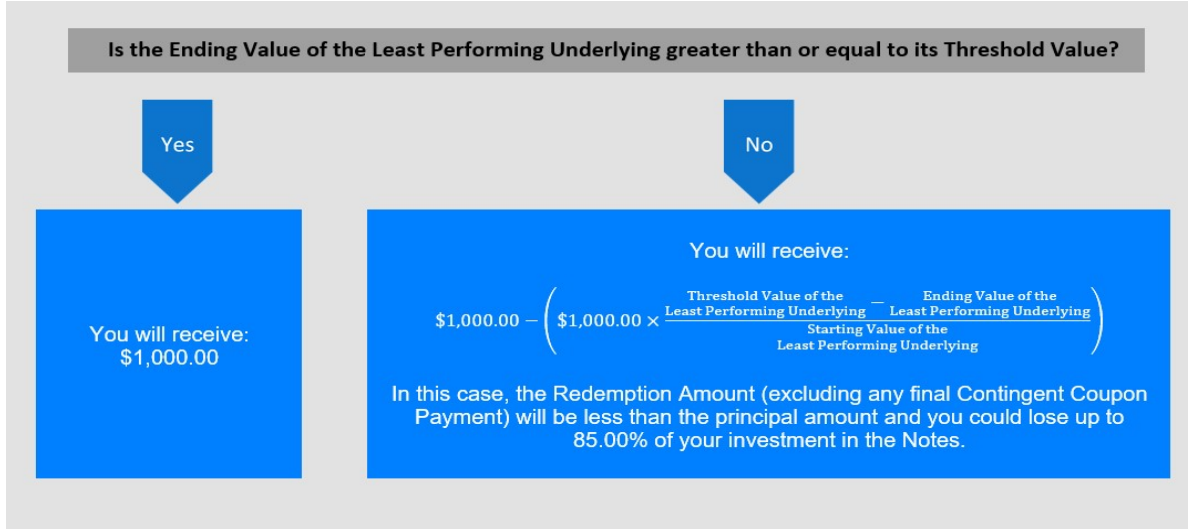 Is the Ending Value of the Least Performing Underlying greater than or equal to its Threshold Value?
Yes
No
You will receive:
$1,000.00
You will receive:
$1,000.00 − ($1,000.00 × (Threshold Value of the Least Performing Underlying − Ending Value of the Least Performing Underlying) / Starting Value of the Least Performing Underlying)
In this case, the Redemption Amount (excluding any final Contingent Coupon
Payment) will be less than the principal amount and you could lose up to
85.00% of your investment in the Notes.